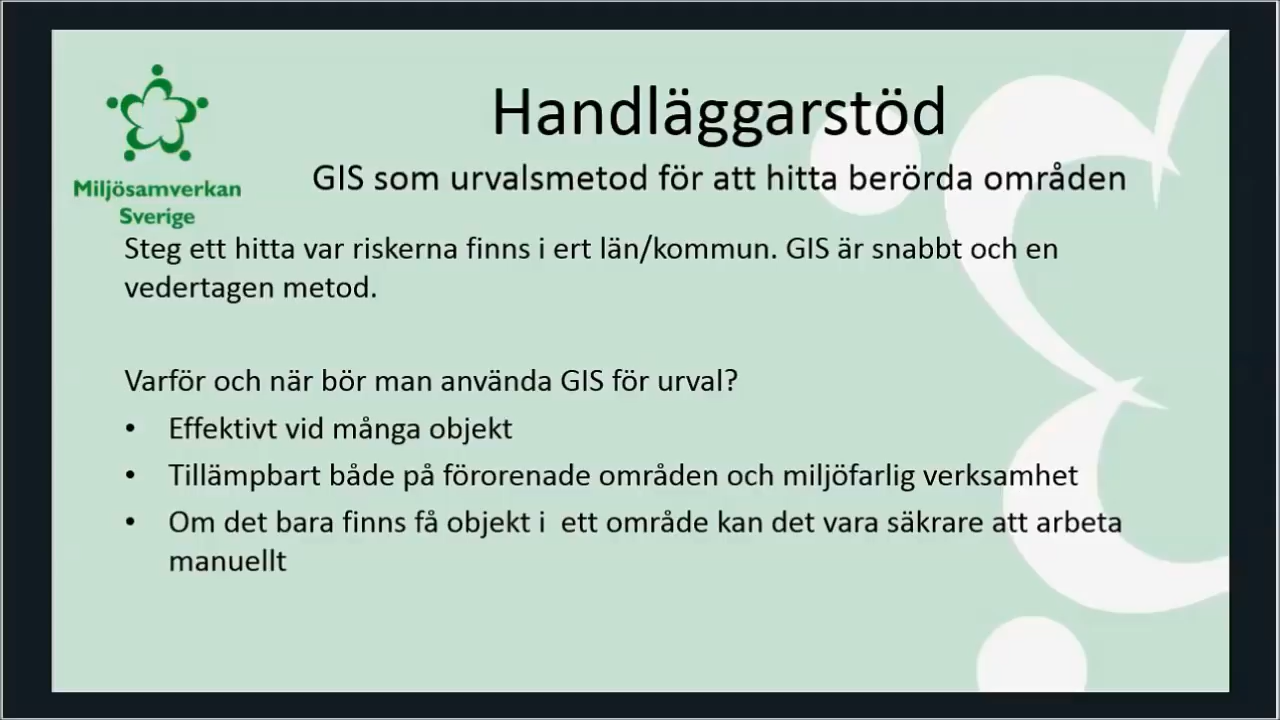 Handläggarstöd
GIS som urvalsmetod för att hitta berörda områden
Miljösamverkan
Sverige
Steg ett hitta var riskerna finns i ert län/kommun. GIS är snabbt och en
vedertagen metod.
Varför och när bör man använda GIS för urval?
• Effektivt vid många objekt
• Tillämpbart både på förorenade områden och miljöfarlig verksamhet
• Om det bara finns få objekt i  ett område kan det vara säkrare att arbeta
manuellt